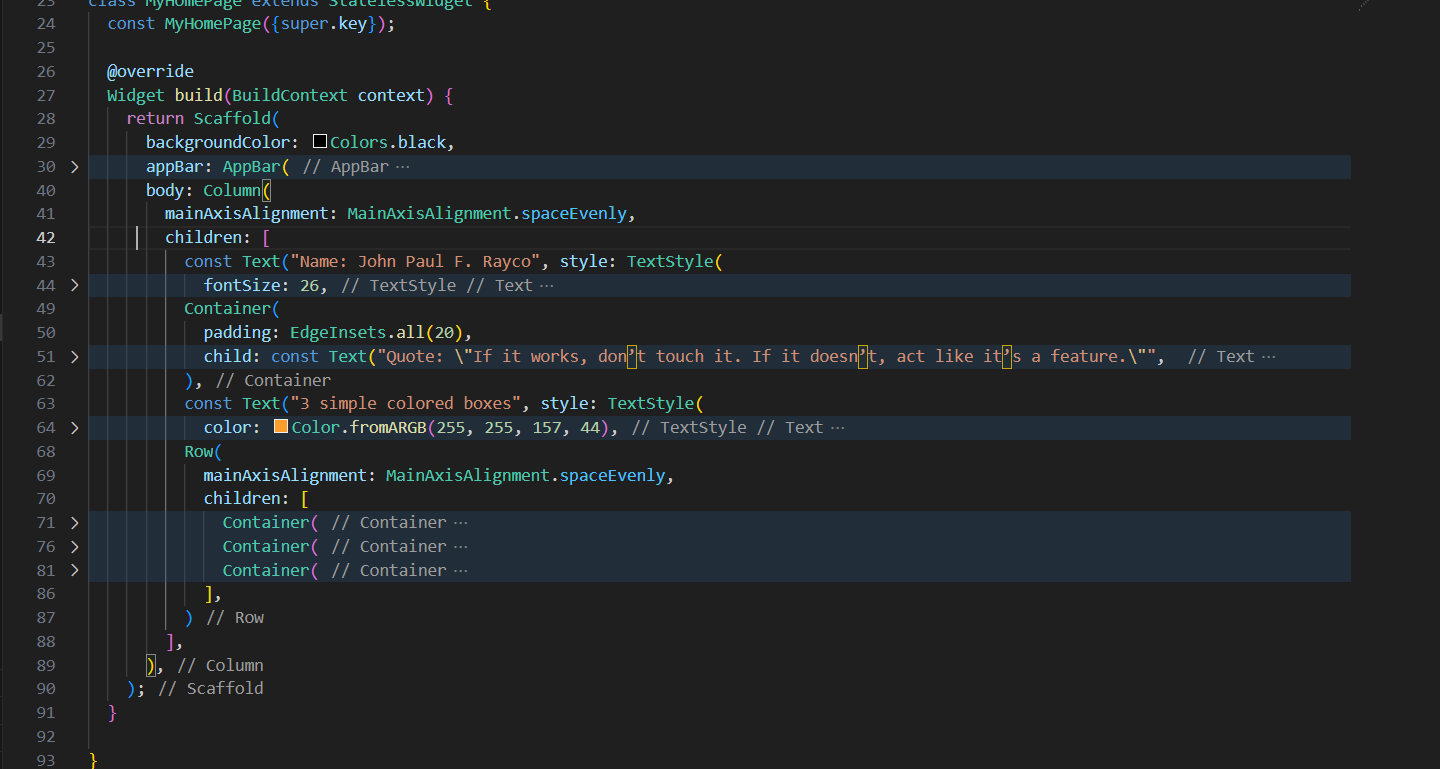 23 class MyHomePage extends StatelessWidget {
24 const MyHomePage({super.key});
25
26 @override
27 Widget build(BuildContext context) {
28 return Scaffold(
29 backgroundColor: Colors.black,
30 appBar: AppBar( // AppBar ⋯
40 body: Column(
41 mainAxisAlignment: MainAxisAlignment.spaceEvenly,
42 children: [
43 const Text("Name: John Paul F. Rayco", style: TextStyle(
44 fontSize: 26, // TextStyle // Text ⋯
49 Container(
50 padding: EdgeInsets.all(20),
51 child: const Text("Quote: \"If it works, don’t touch it. If it doesn’t, act like it’s a feature.\"", // Text ⋯
62 ), // Container
63 const Text("3 simple colored boxes", style: TextStyle(
64 color: Color.fromARGB(255, 255, 157, 44), // TextStyle // Text ⋯
68 Row(
69 mainAxisAlignment: MainAxisAlignment.spaceEvenly,
70 children: [
71 Container( // Container ⋯
76 Container( // Container ⋯
81 Container( // Container ⋯
86 ],
87 ) // Row
88 ],
89 ), // Column
90 ); // Scaffold
91 }
92
93 }